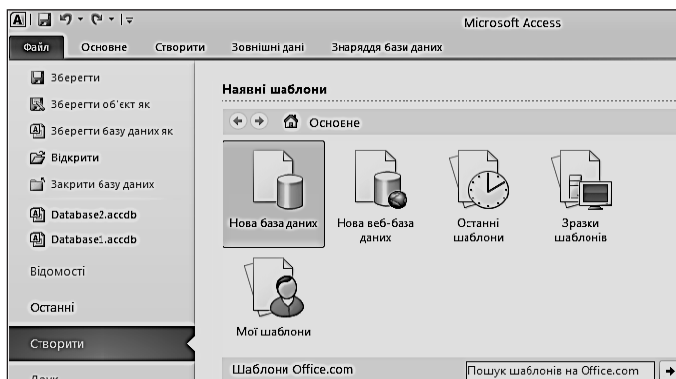 Microsoft Access
Файл Основне Створити Зовнішні дані Знаряддя бази даних
Зберегти
Зберегти об'єкт як
Зберегти базу даних як
Відкрити
Закрити базу даних
Database2.accdb
Database1.accdb
Відомості
Останні
Створити
Наявні шаблони
Основне
Нова база даних
Нова веб-база даних
Останні шаблони
Зразки шаблонів
Мої шаблони
Шаблони Office.com
Пошук шаблонів на Office.com